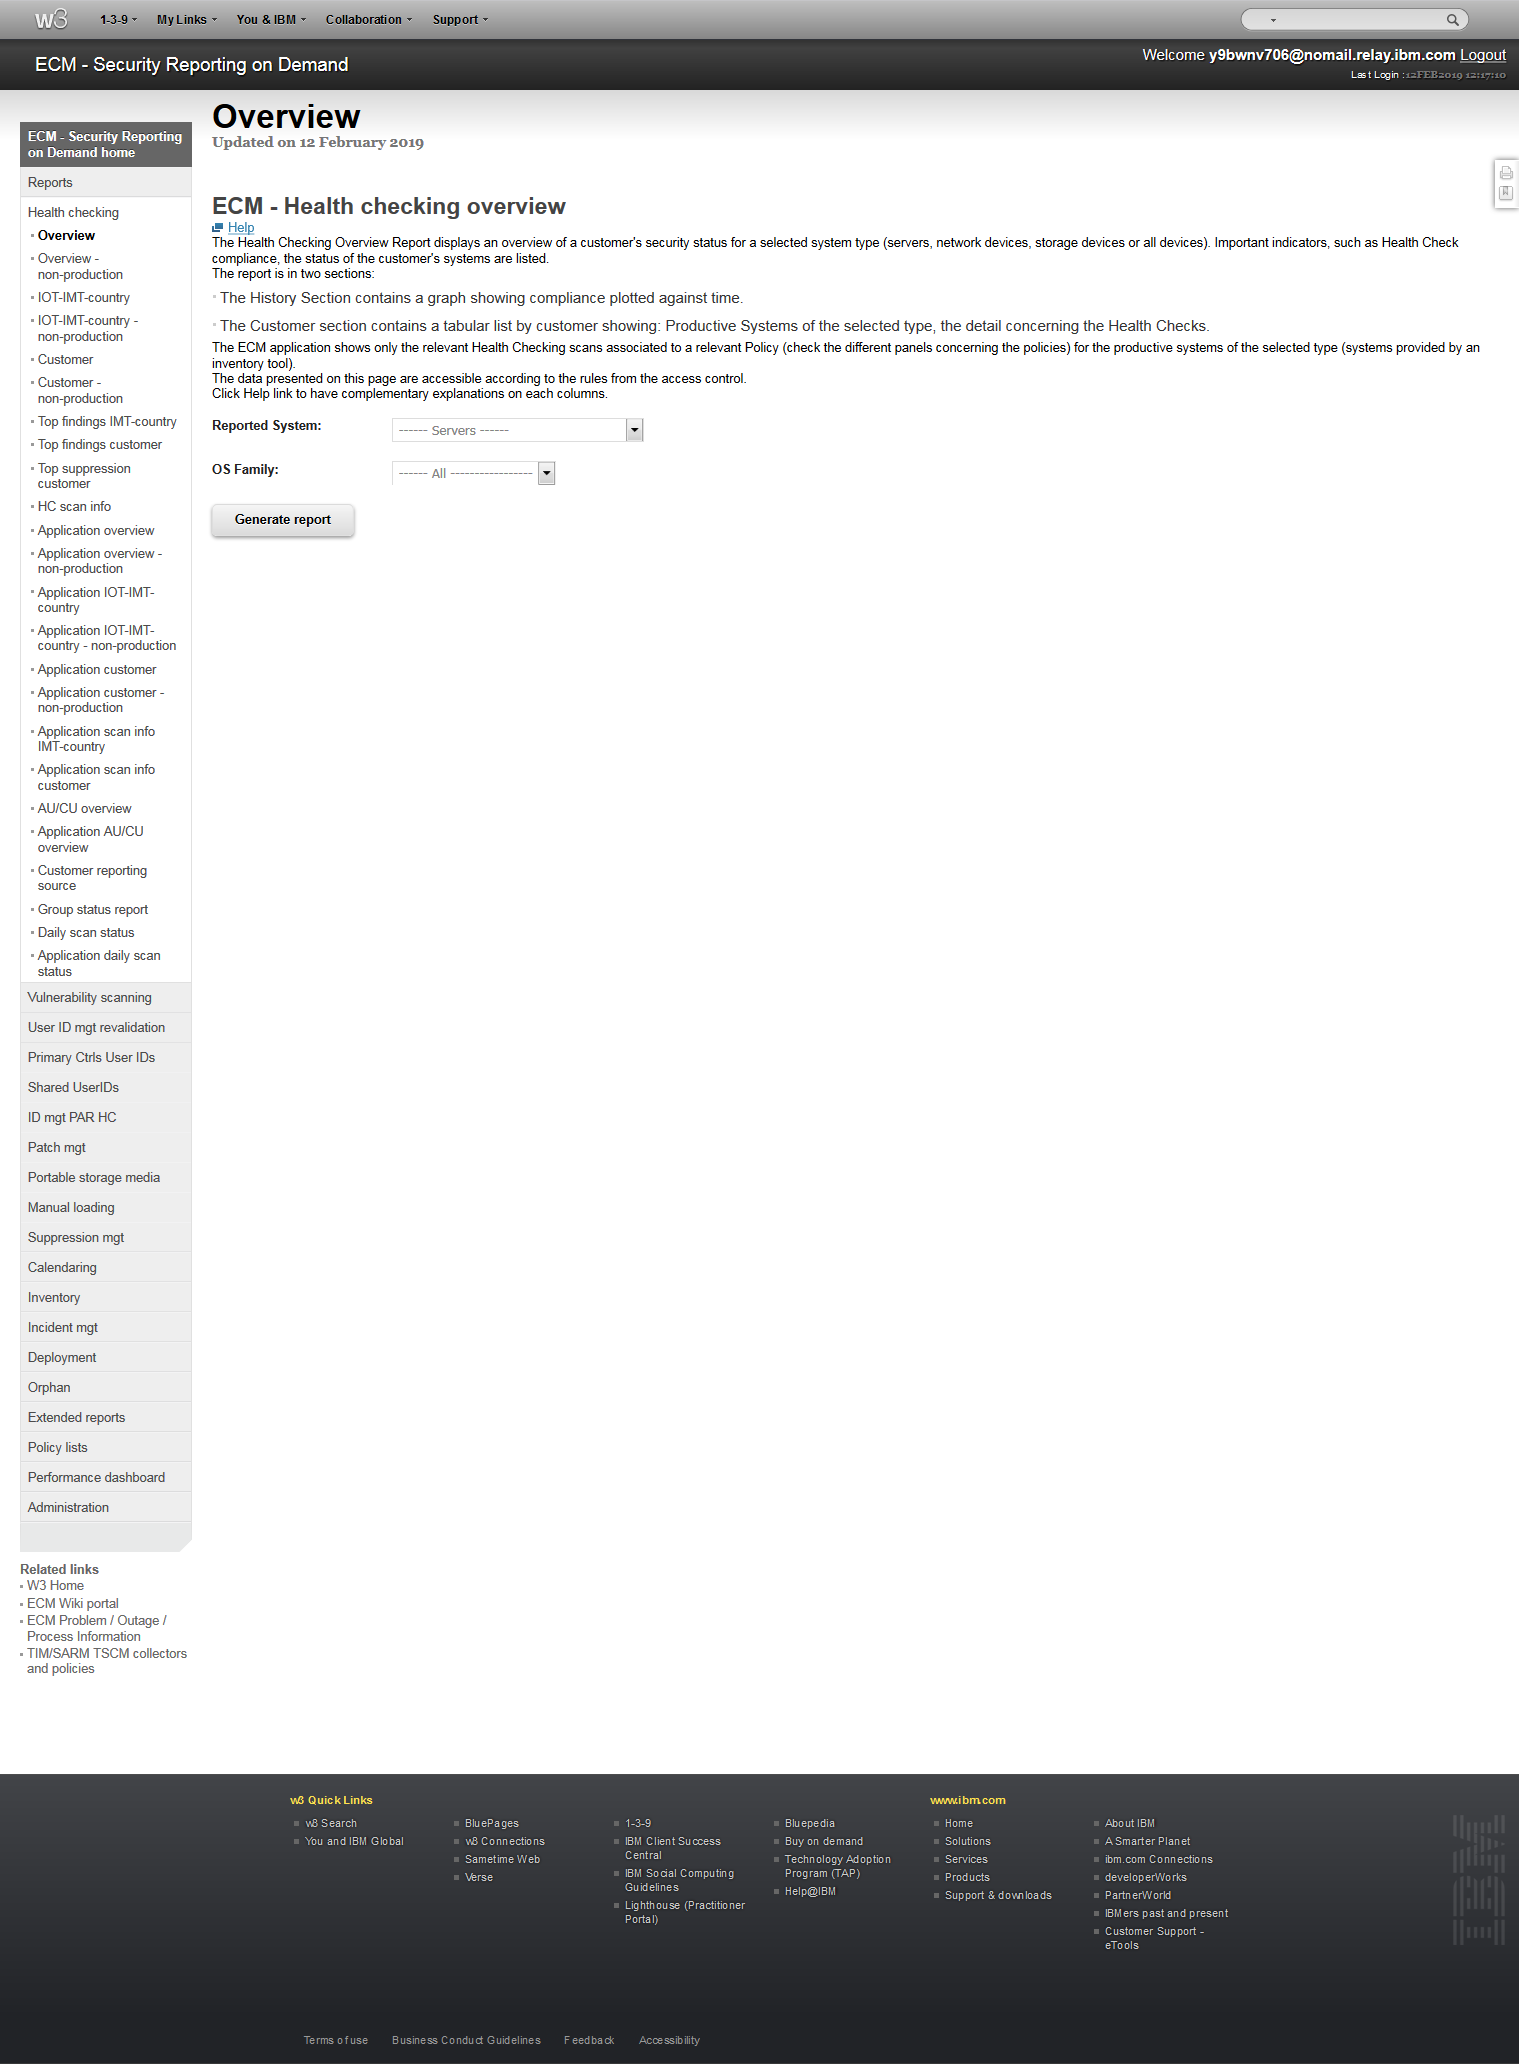 w3
1-3-9
My Links
You & IBM
Collaboration
Support
ECM - Security Reporting on Demand
Welcome y9bwnv706@nomail.relay.ibm.com Logout
Last Login :12FEB2019 12:17:10
Overview
Updated on 12 February 2019
ECM - Security Reporting
on Demand home
Reports
Health checking
Overview
Overview -
non-production
IOT-IMT-country
IOT-IMT-country -
non-production
Customer
Customer -
non-production
Top findings IMT-country
Top findings customer
Top suppression
customer
HC scan info
Application overview
Application overview -
non-production
Application IOT-IMT-
country
Application IOT-IMT-
country - non-production
Application customer
Application customer -
non-production
Application scan info
IMT-country
Application scan info
customer
AU/CU overview
Application AU/CU
overview
Customer reporting
source
Group status report
Daily scan status
Application daily scan
status
Vulnerability scanning
User ID mgt revalidation
Primary Ctrls User IDs
Shared UserIDs
ID mgt PAR HC
Patch mgt
Portable storage media
Manual loading
Suppression mgt
Calendaring
Inventory
Incident mgt
Deployment
Orphan
Extended reports
Policy lists
Performance dashboard
Administration
Related links
W3 Home
ECM Wiki portal
ECM Problem / Outage /
Process Information
TIM/SARM TSCM collectors
and policies
ECM - Health checking overview
Help
The Health Checking Overview Report displays an overview of a customer's security status for a selected system type (servers, network devices, storage devices or all devices). Important indicators, such as Health Check
compliance, the status of the customer's systems are listed.
The report is in two sections:
The History Section contains a graph showing compliance plotted against time.
The Customer section contains a tabular list by customer showing: Productive Systems of the selected type, the detail concerning the Health Checks.
The ECM application shows only the relevant Health Checking scans associated to a relevant Policy (check the different panels concerning the policies) for the productive systems of the selected type (systems provided by an
inventory tool).
The data presented on this page are accessible according to the rules from the access control.
Click Help link to have complementary explanations on each columns.
Reported System:
------ Servers ------
OS Family:
------ All -----------------
Generate report
w3 Quick Links
w3 Search
You and IBM Global
BluePages
w3 Connections
Sametime Web
Verse
1-3-9
IBM Client Success
Central
IBM Social Computing
Guidelines
Lighthouse (Practitioner
Portal)
Bluepedia
Buy on demand
Technology Adoption
Program (TAP)
Help@IBM
www.ibm.com
Home
Solutions
Services
Products
Support & downloads
About IBM
A Smarter Planet
ibm.com Connections
developerWorks
PartnerWorld
IBMers past and present
Customer Support -
eTools
IBM
Terms of use
Business Conduct Guidelines
Feedback
Accessibility